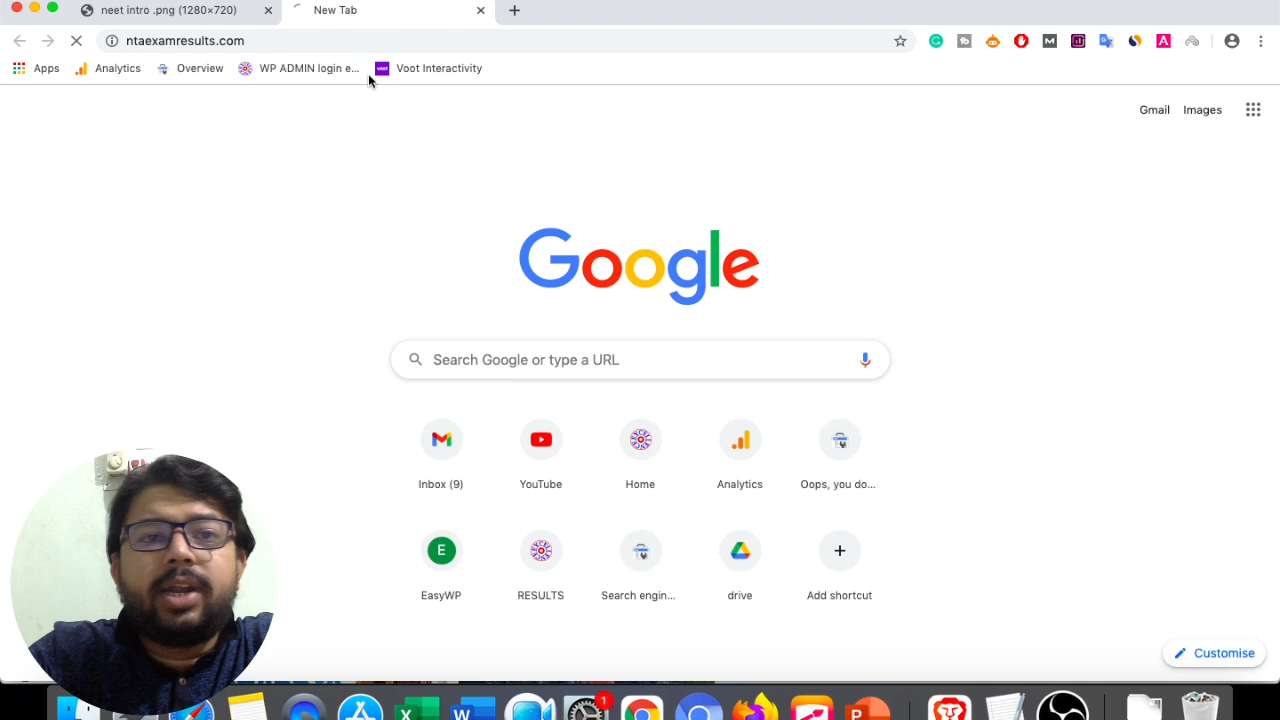 neet intro .png (1280×720)
New Tab
ntaexamresults.com
Apps
Analytics
Overview
WP ADMIN login e...
Voot Interactivity
Gmail
Images
Google
Search Google or type a URL
Inbox (9)
YouTube
Home
Analytics
Oops, you do...
E
EasyWP
RESULTS
Search engin...
drive
Add shortcut
Customise
1